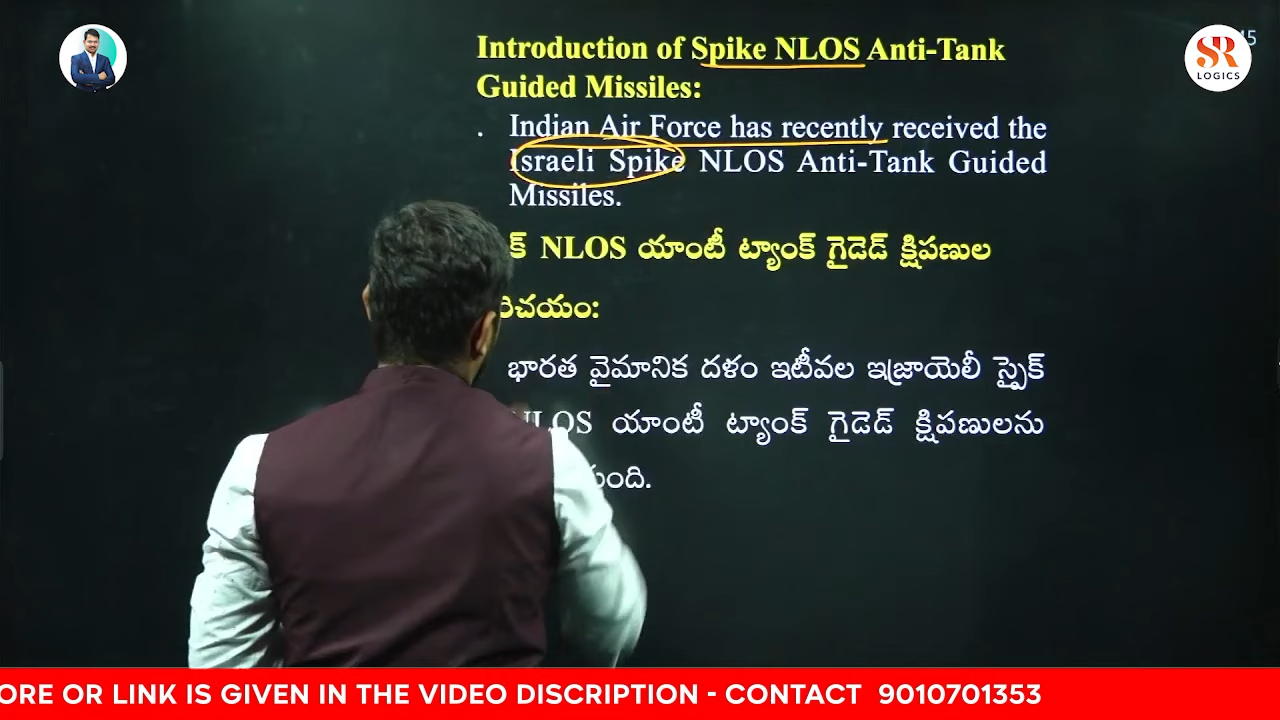 Introduction of Spike NLOS Anti-Tank
Guided Missiles:
. Indian Air Force has recently received the
Israeli Spike NLOS Anti-Tank Guided
Missiles.
NLOS యాంటీ ట్యాంక్ గైడెడ్ క్షిపణుల
భారత వైమానిక దళం ఇటీవల ఇజ్రాయెలీ స్పైక్
NLOS యాంటీ ట్యాంక్ గైడెడ్ క్షిపణులను
SR
LOGICS
ORE OR LINK IS GIVEN IN THE VIDEO DISCRIPTION - CONTACT 9010701353